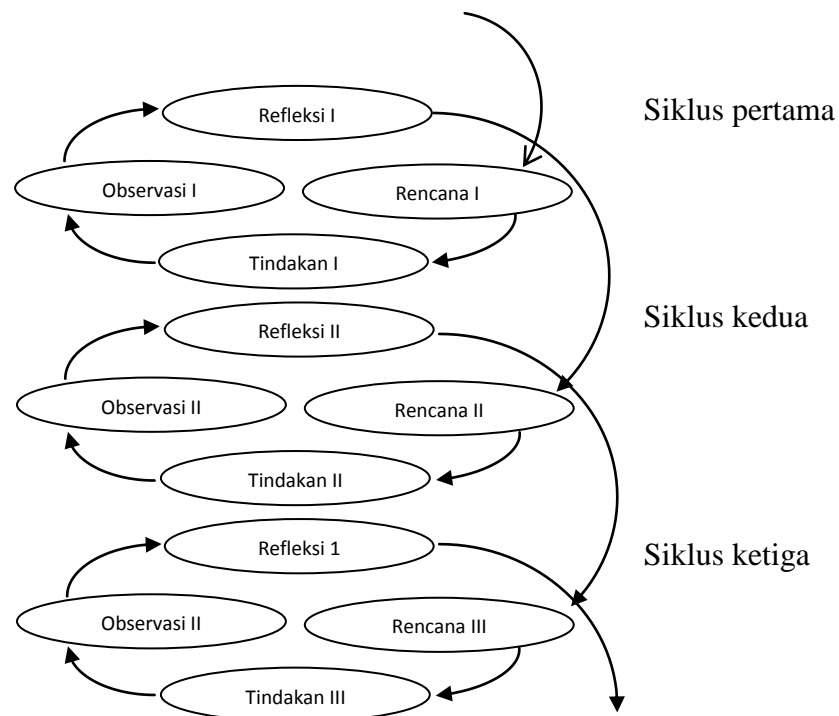 Refleksi I
Siklus pertama
Observasi I
Rencana I
Tindakan I
Refleksi II
Siklus kedua
Observasi II
Rencana II
Tindakan II
Refleksi 1
Siklus ketiga
Observasi II
Rencana III
Tindakan III